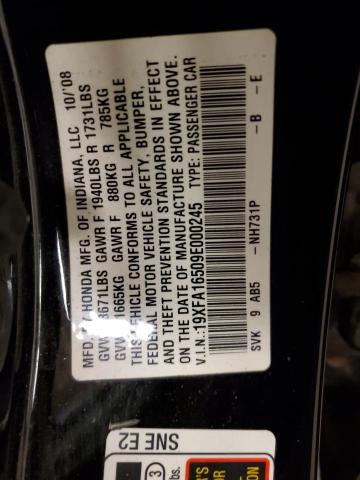 MFD. BY HONDA MFG. OF INDIANA, LLC 10/'08
GVWR 3671LBS GAWR F 1940LBS R 1731LBS
GVWR 1665KG GAWR F 880KG R 785KG
THIS VEHICLE CONFORMS TO ALL APPLICABLE
FEDERAL MOTOR VEHICLE SAFETY, BUMPER,
AND THEFT PREVENTION STANDARDS IN EFFECT
ON THE DATE OF MANUFACTURE SHOWN ABOVE.
V.I.N.: 19XFA16509E000245 TYPE: PASSENGER CAR
SVK 9 AB5 -NH731P -B -E
SNE E2
3
lbs.